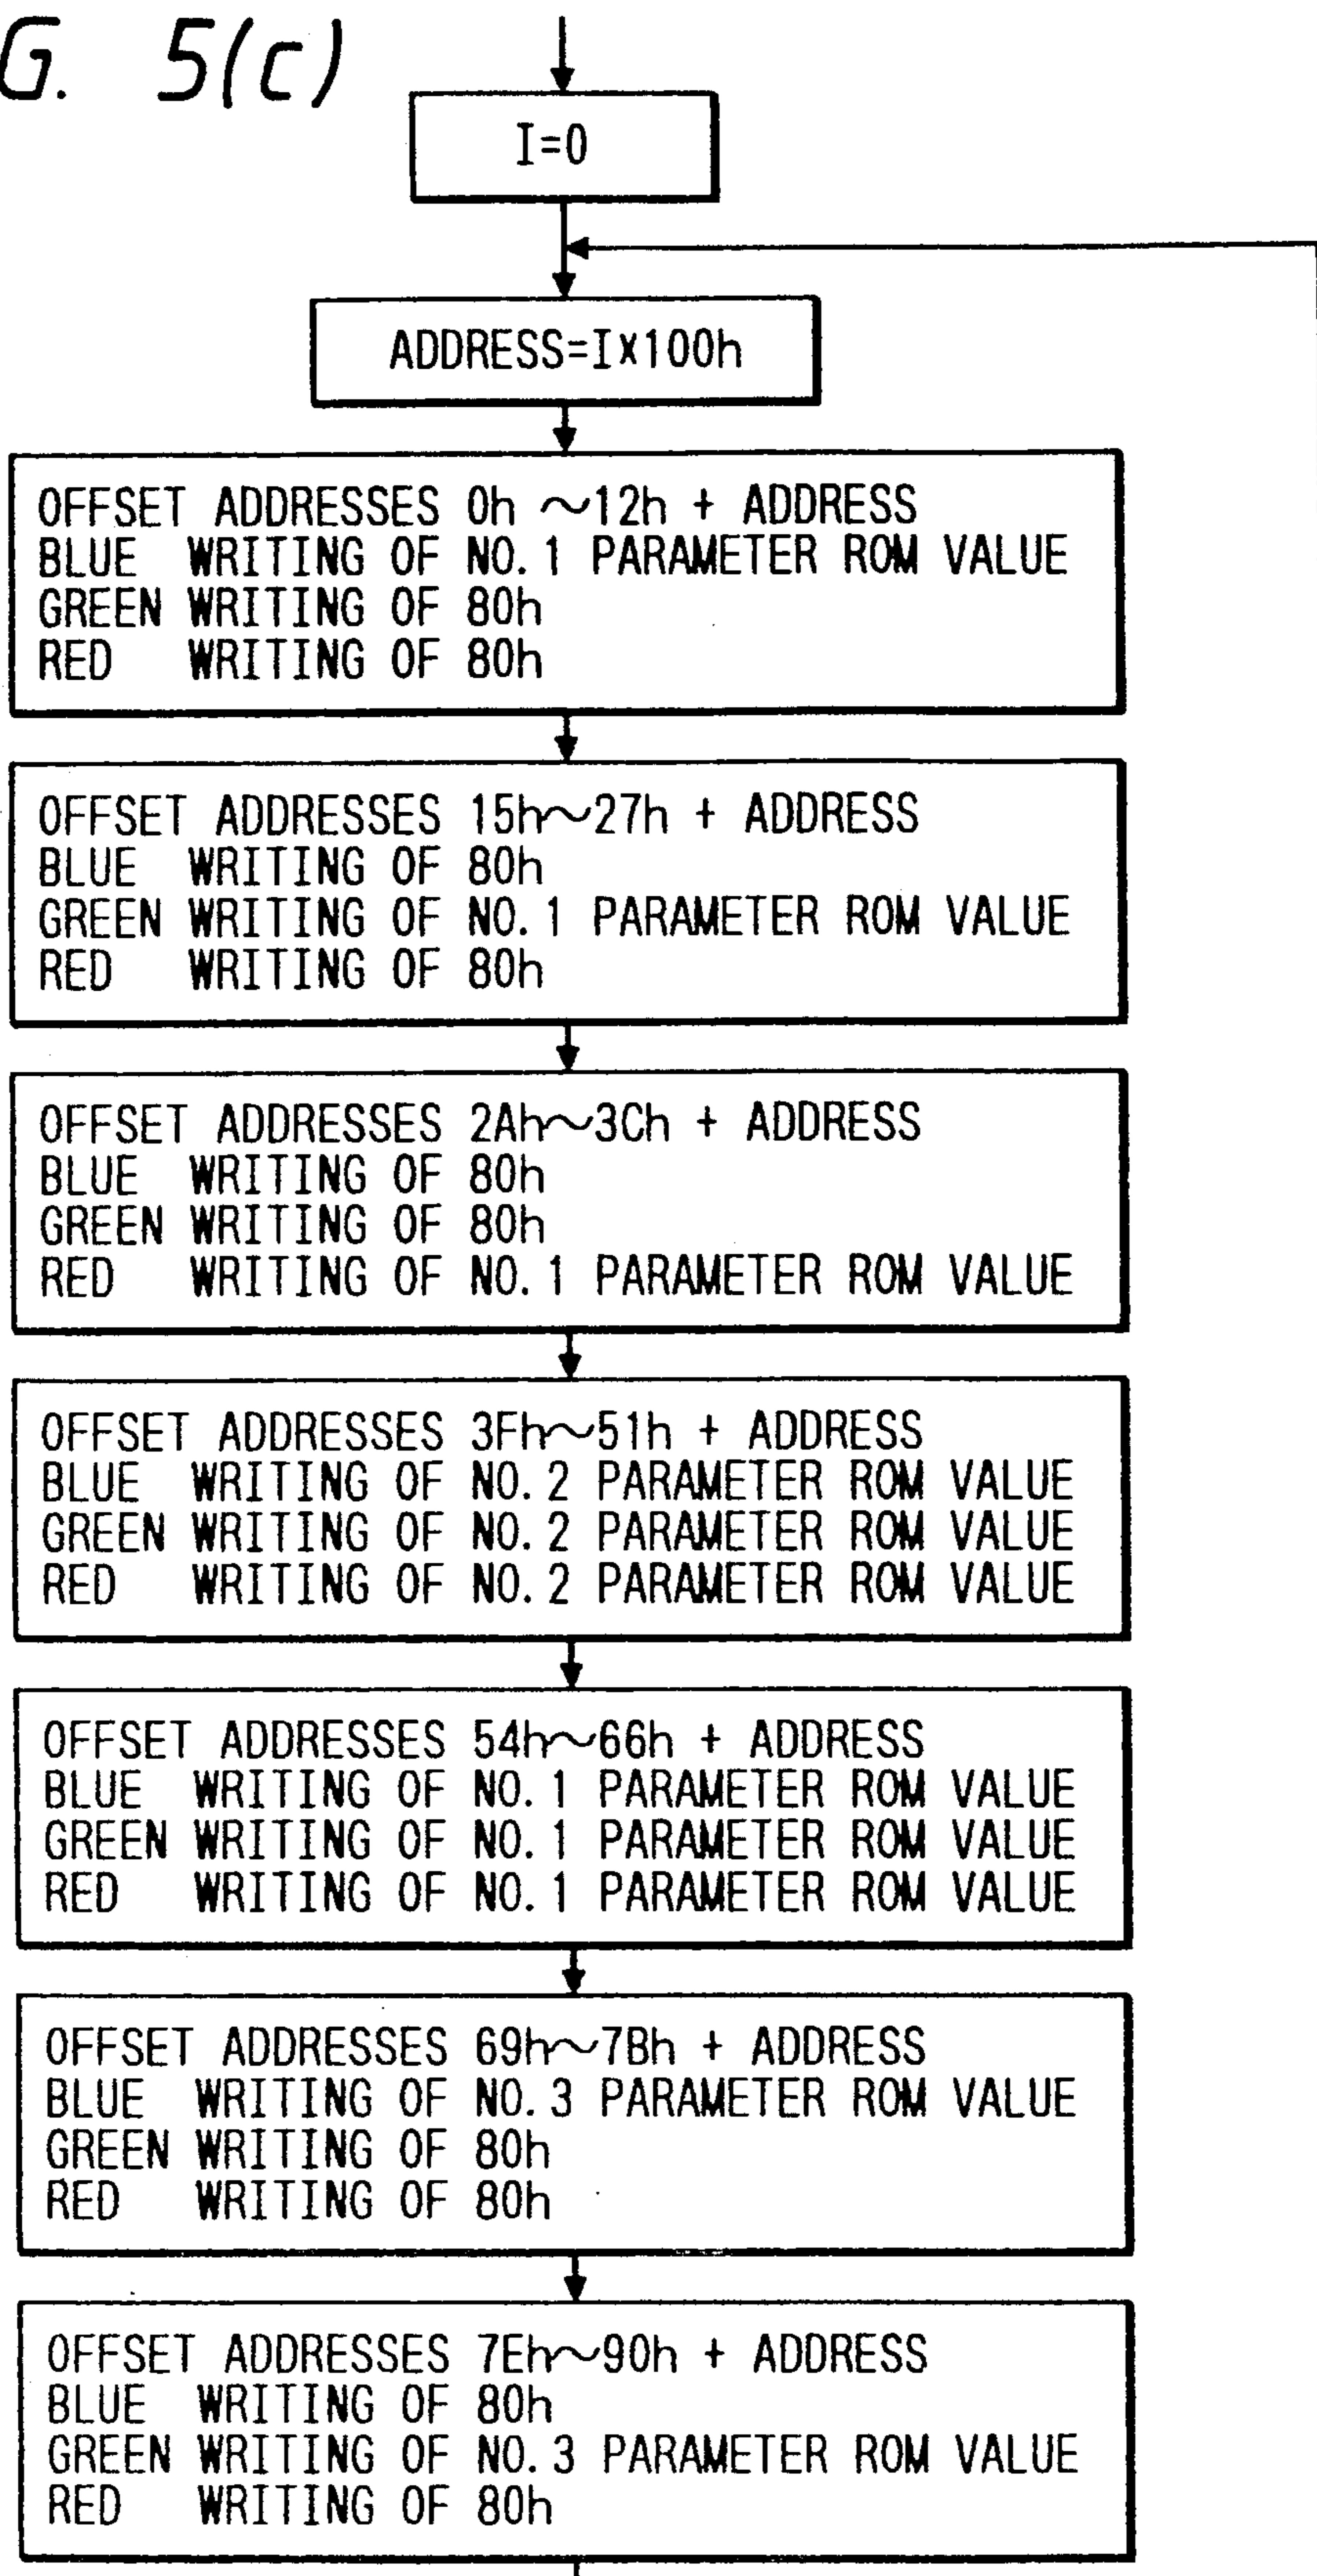 G. 5(c)
I=0
ADDRESS=I×100h
OFFSET ADDRESSES 0h ~12h + ADDRESS
BLUE WRITING OF NO.1 PARAMETER ROM VALUE
GREEN WRITING OF 80h
RED WRITING OF 80h
OFFSET ADDRESSES 15h~27h + ADDRESS
BLUE WRITING OF 80h
GREEN WRITING OF NO.1 PARAMETER ROM VALUE
RED WRITING OF 80h
OFFSET ADDRESSES 2Ah~3Ch + ADDRESS
BLUE WRITING OF 80h
GREEN WRITING OF 80h
RED WRITING OF NO.1 PARAMETER ROM VALUE
OFFSET ADDRESSES 3Fh~51h + ADDRESS
BLUE WRITING OF NO.2 PARAMETER ROM VALUE
GREEN WRITING OF NO.2 PARAMETER ROM VALUE
RED WRITING OF NO.2 PARAMETER ROM VALUE
OFFSET ADDRESSES 54h~66h + ADDRESS
BLUE WRITING OF NO.1 PARAMETER ROM VALUE
GREEN WRITING OF NO.1 PARAMETER ROM VALUE
RED WRITING OF NO.1 PARAMETER ROM VALUE
OFFSET ADDRESSES 69h~7Bh + ADDRESS
BLUE WRITING OF NO.3 PARAMETER ROM VALUE
GREEN WRITING OF 80h
RED WRITING OF 80h
OFFSET ADDRESSES 7Eh~90h + ADDRESS
BLUE WRITING OF 80h
GREEN WRITING OF NO.3 PARAMETER ROM VALUE
RED WRITING OF 80h